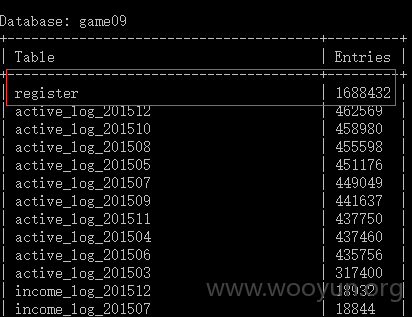 Database: game09
+-----------------------------------+---------+
| Table | Entries |
+-----------------------------------+---------+
| register | 1688432 |
| active_log_201512 | 462569 |
| active_log_201510 | 458980 |
| active_log_201508 | 455598 |
| active_log_201505 | 451176 |
| active_log_201507 | 449049 |
| active_log_201509 | 441637 |
| active_log_201511 | 437750 |
| active_log_201504 | 437460 |
| active_log_201506 | 435756 |
| active_log_201503 | 317400 |
| income_log_201512 | 18932 |
| income_log_201507 | 18844 |
www.wooyun.org